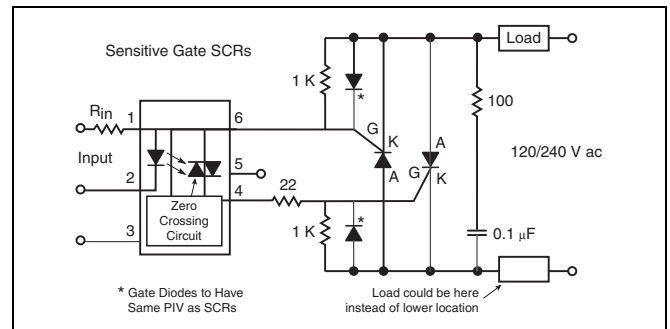 Sensitive Gate SCRs
Load
1 K
*
100
Rin
1
6
G
K
A
A
G
K
120/240 V ac
Input
2
5
4
22
3
Zero
Crossing
Circuit
1 K
*
0.1 µF
* Gate Diodes to Have
Same PIV as SCRs
Load could be here
instead of lower location